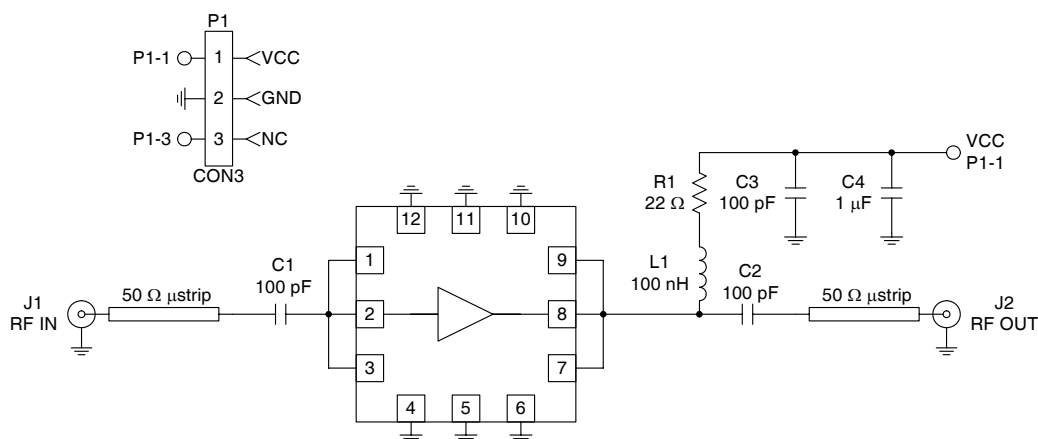 P1
P1-1 1 VCC
2 GND
P1-3 3 NC
CON3
VCC
P1-1
R1
22 Ω
C3
100 pF
C4
1 μF
12 11 10
1 9
L1
100 nH
C1
100 pF
C2
100 pF
J1
RF IN
50 Ω μstrip
2 8
50 Ω μstrip
J2
RF OUT
3 7
4 5 6